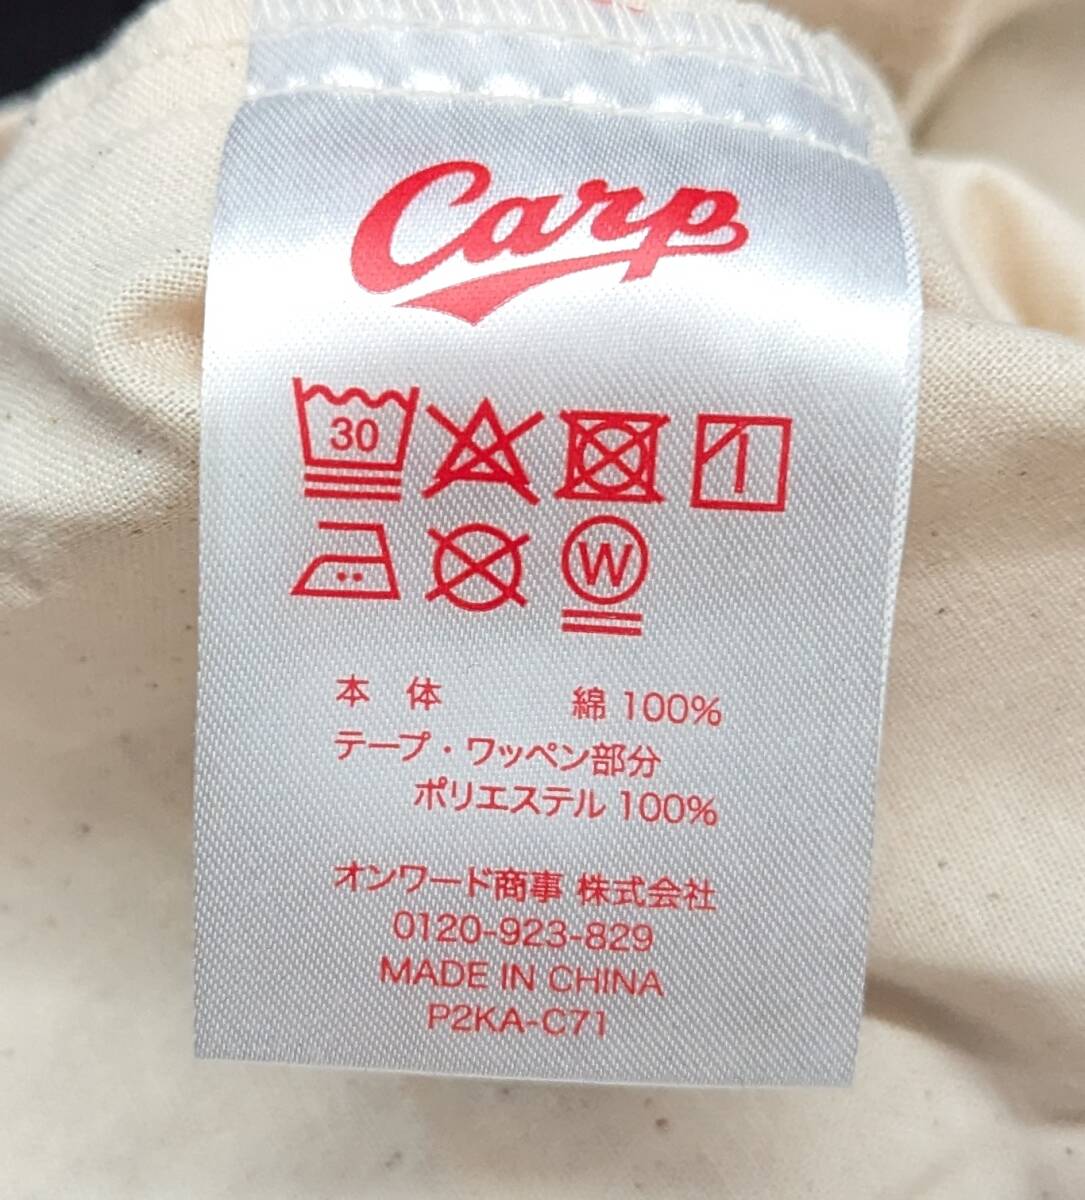 Carp
30
W
本 体 綿 100%
テープ・ワッペン部分
ポリエステル 100%
オンワード商事 株式会社
0120-923-829
MADE IN CHINA
P2KA-C71